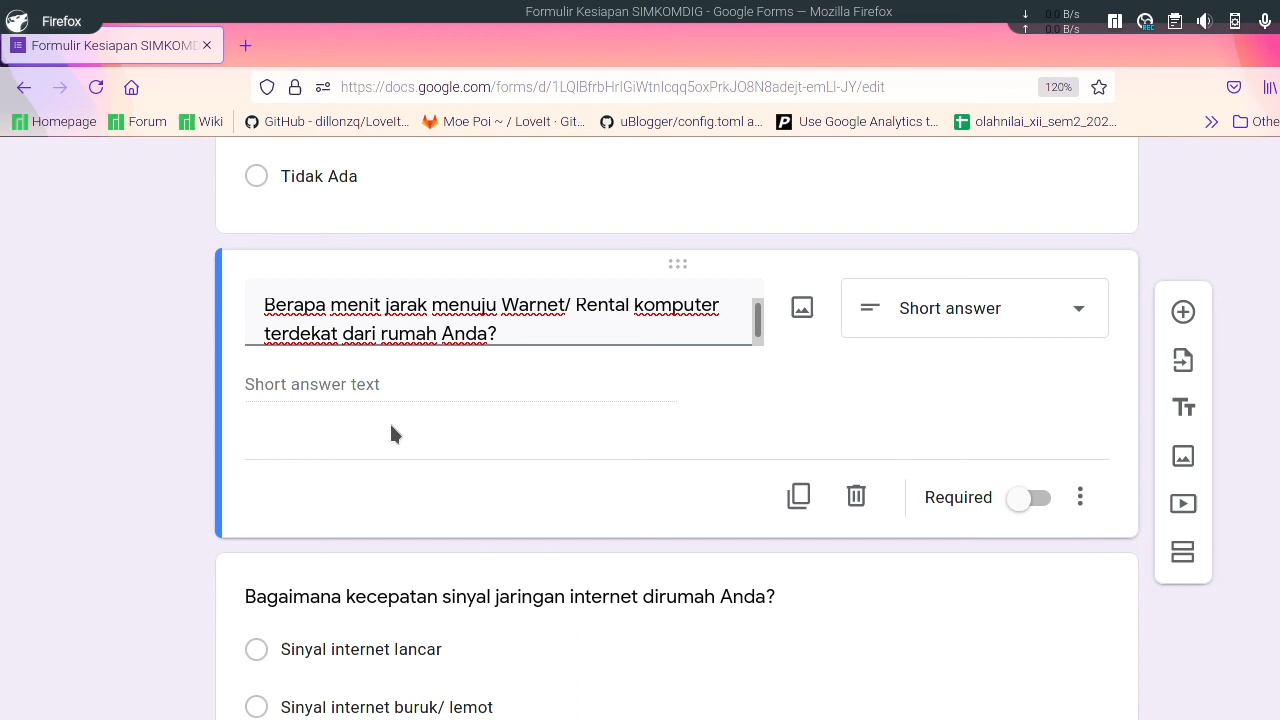 Firefox
Formulir Kesiapan SIMKOMDIG - Google Forms — Mozilla Firefox
↓ 0.0 B/s
↑ 0.0 B/s
REC
Formulir Kesiapan SIMKOMD
https://docs.google.com/forms/d/1LQIBfrbHrIGiWtnIcqq5oxPrkJO8N8adejt-emLI-JY/edit
120%
Homepage
Forum
Wiki
GitHub - dillonzq/LoveIt...
Moe Poi ~ / LoveIt · Git...
uBlogger/config.toml a...
Use Google Analytics t...
olahnilai_xii_sem2_202...
Othe
Tidak Ada
Berapa menit jarak menuju Warnet/ Rental komputer
terdekat dari rumah Anda?
Short answer
Short answer text
Required
Bagaimana kecepatan sinyal jaringan internet dirumah Anda?
Sinyal internet lancar
Sinyal internet buruk/ lemot